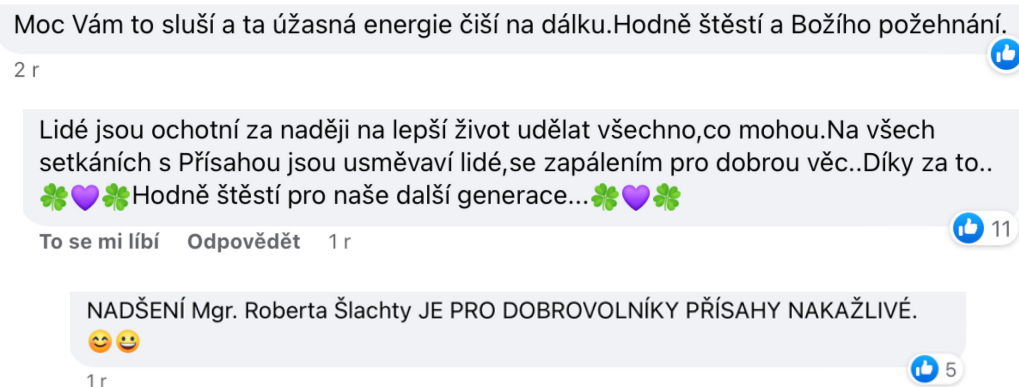 Moc Vám to sluší a ta úžasná energie čiší na dálku.Hodně štěstí a Božího požehnání.
2 r
Lidé jsou ochotní za naději na lepší život udělat všechno,co mohou.Na všech
setkáních s Přísahou jsou usměvaví lidé,se zapálením pro dobrou věc..Díky za to..
🍀💜🍀Hodně štěstí pro naše další generace...🍀💜🍀
To se mi líbí Odpovědět 1 r
11
NADŠENÍ Mgr. Roberta Šlachty JE PRO DOBROVOLNÍKY PŘÍSAHY NAKAŽLIVÉ.
😊😀
5
1 r